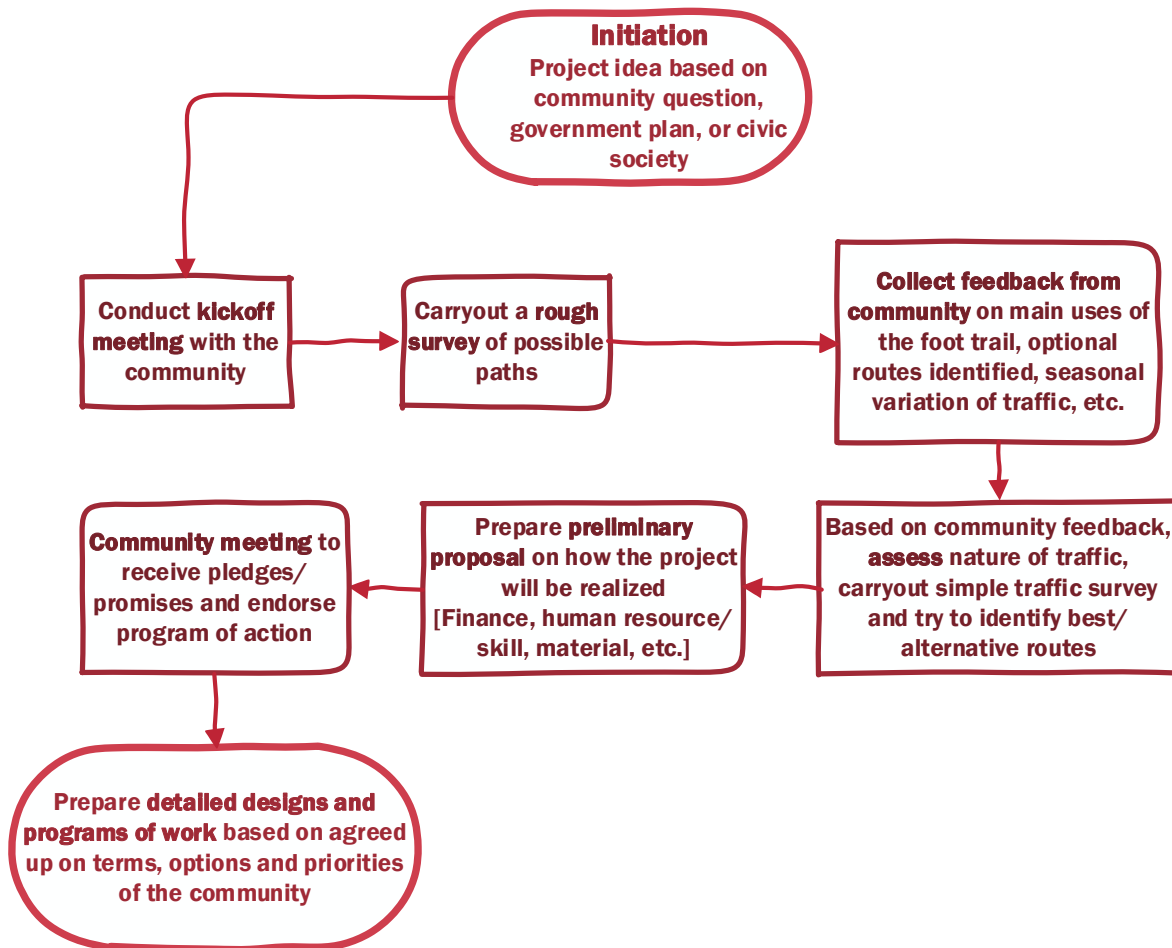 Initiation
Project idea based on
community question,
government plan, or civic
society
Conduct kickoff
meeting with the
community
Carryout a rough
survey of possible
paths
Collect feedback from
community on main uses of
the foot trail, optional
routes identified, seasonal
variation of traffic, etc.
Based on community feedback,
assess nature of traffic,
carryout simple traffic survey
and try to identify best/
alternative routes
Prepare preliminary
proposal on how the project
will be realized
[Finance, human resource/
skill, material, etc.]
Community meeting to
receive pledges/
promises and endorse
program of action
Prepare detailed designs and
programs of work based on agreed
up on terms, options and priorities
of the community